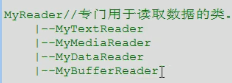 MyReader//专门用于读取数据的类.
|--MyTextReader
|--MyMediaReader
|--MyDataReader
|--MyBufferReader